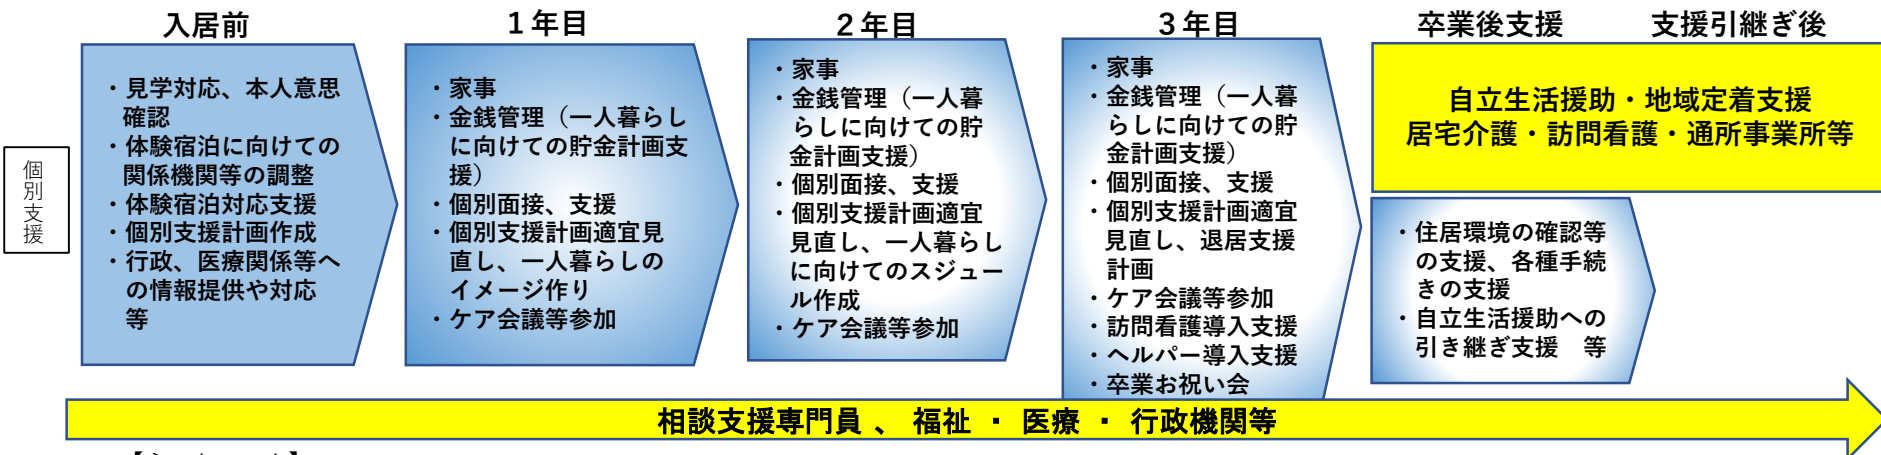 入居前
１年目
２年目
３年目
卒業後支援
支援引継ぎ後
個別支援
・見学対応、本人意思
確認
・体験宿泊に向けての
関係機関等の調整
・体験宿泊対応支援
・個別支援計画作成
・行政、医療関係等へ
の情報提供や対応
等
・家事
・金銭管理（一人暮らし
に向けての貯金計画支
援）
・個別面接、支援
・個別支援計画適宜見
直し、一人暮らしの
イメージ作り
・ケア会議等参加
・家事
・金銭管理（一人暮
らしに向けての貯
金計画支援）
・個別面接、支援
・個別支援計画適宜
見直し、一人暮らし
に向けてのスジュー
ル作成
・ケア会議等参加
・家事
・金銭管理（一人暮
らしに向けての貯
金計画支援）
・個別面接、支援
・個別支援計画適宜
見直し、退居支援
計画
・ケア会議等参加
・訪問看護導入支援
・ヘルパー導入支援
・卒業お祝い会
自立生活援助・地域定着支援
居宅介護・訪問看護・通所事業所等
・住居環境の確認等
の支援、各種手続
きの支援
・自立生活援助への
引き継ぎ支援　等
相談支援専門員 、 福祉 ・ 医療 ・ 行政機関等